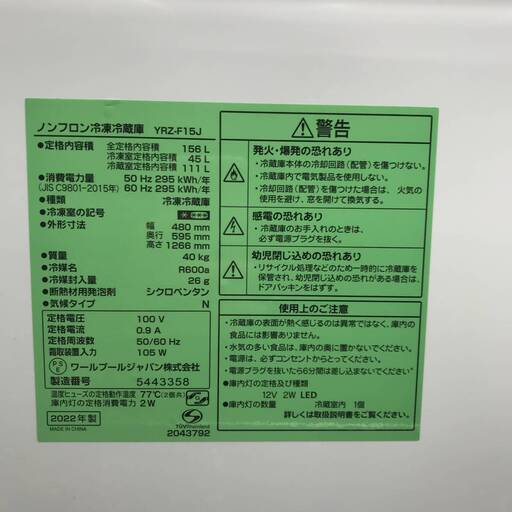 ノンフロン冷凍冷蔵庫 YRZ-F15J
●定格内容積 全定格内容積 156L
冷凍室定格内容積 45L
冷蔵室定格内容積 111L
●消費電力量 50 Hz 295 kWh/年
(JIS C9801-2015年) 60 Hz 295 kWh/年
●種類 冷凍冷蔵庫
●冷凍室の記号
●外形寸法 幅 480 mm
奥行 595 mm
高さ 1266 mm
●質量 40 kg
●冷媒名 R600a
●冷媒封入量 26 g
●断熱材用発泡剤 シクロペンタン
●気候タイプ N
定格電圧 100 V
定格電流 0.9 A
定格周波数 50/60 Hz
霜取装置入力 105 W
PSE ワールプールジャパン株式会社
製造番号 5443358
温度ヒューズの定格動作温度 77℃(2個共)
庫内灯の定格消費電力 2W
2022年製
MADE IN CHINA
TÜVRheinland
2043792
⚠警告
発火・爆発の恐れあり
・冷蔵庫本体の冷却回路(配管)を傷つけない。
・冷蔵庫内で電気製品を使用しない。
・冷却回路(配管)を傷つけた場合は、火気の使用を避け、窓を開けて換気する。
感電の恐れあり
・冷蔵庫のお手入れのときは、
必ず電源プラグを抜く。
幼児閉じ込めの恐れあり
・リサイクル処理などのため一時的に冷蔵庫を
保管され、幼児閉じ込めの恐れがある場合は、
ドアパッキンをはずす。
使用上のご注意
・冷蔵庫の表面が熱く感じるのは異常ではなく、庫内の
食品には影響がありません。
・水気の多い食品は、庫内の奥に置かないでください。
・電源は、必ずコンセントからとってください。
・電源プラグを抜いたら6分間は差し込まないでください。
●庫内灯の定格及び種類
12V 2W LED
●庫内灯の数量 冷蔵室内 1個
詳しくは取扱説明書をご覧ください。